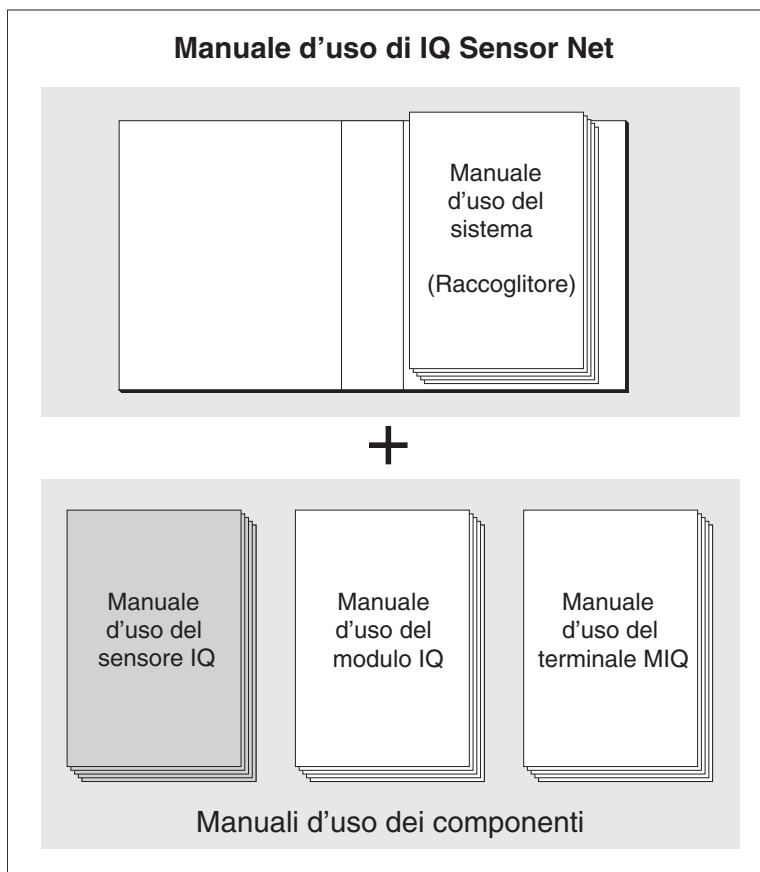 Manuale d'uso di IQ Sensor Net
Manuale
d'uso del
sistema
(Raccoglitore)
+
Manuale
d'uso del
sensore IQ
Manuale
d'uso del
modulo IQ
Manuale
d'uso del
terminale MIQ
Manuali d'uso dei componenti